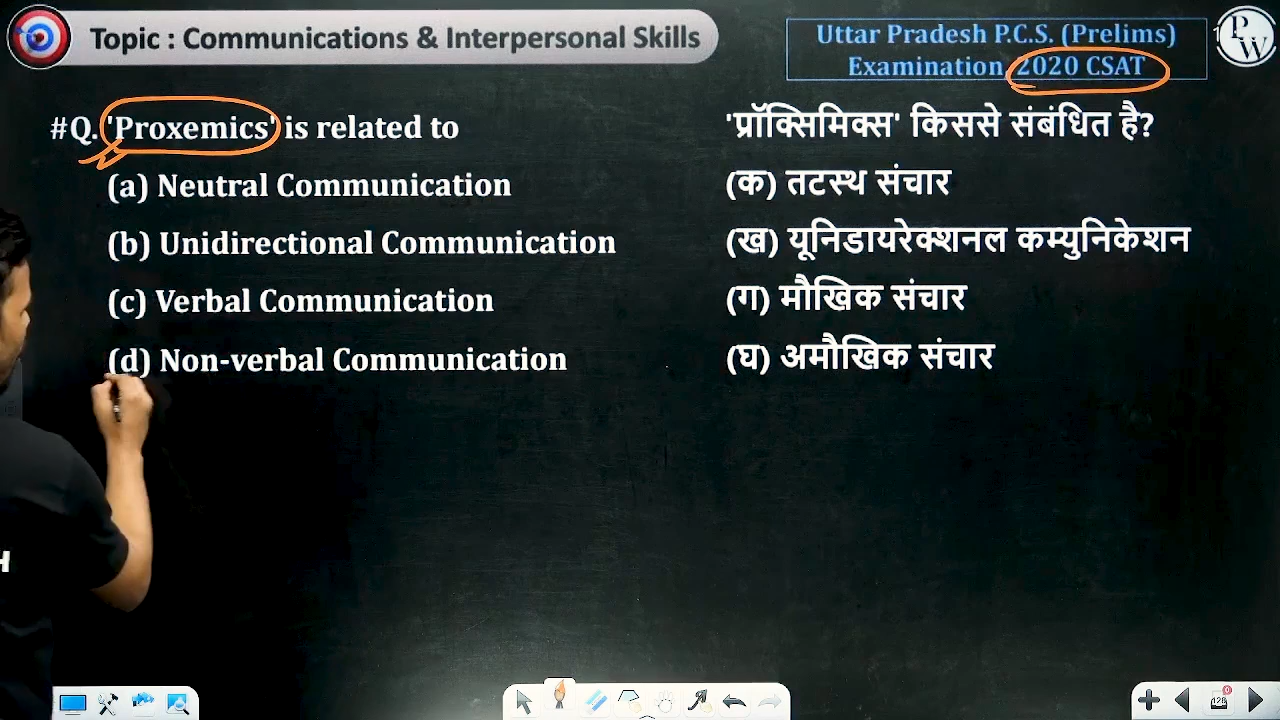 Topic : Communications & Interpersonal Skills
Uttar Pradesh P.C.S. (Prelims)
Examination 2020 CSAT
P
W
#Q. 'Proxemics' is related to
(a) Neutral Communication
(b) Unidirectional Communication
(c) Verbal Communication
(d) Non-verbal Communication
'प्रॉक्सिमिक्स' किससे संबंधित है?
(क) तटस्थ संचार
(ख) यूनिडायरेक्शनल कम्युनिकेशन
(ग) मौखिक संचार
(घ) अमौखिक संचार
H